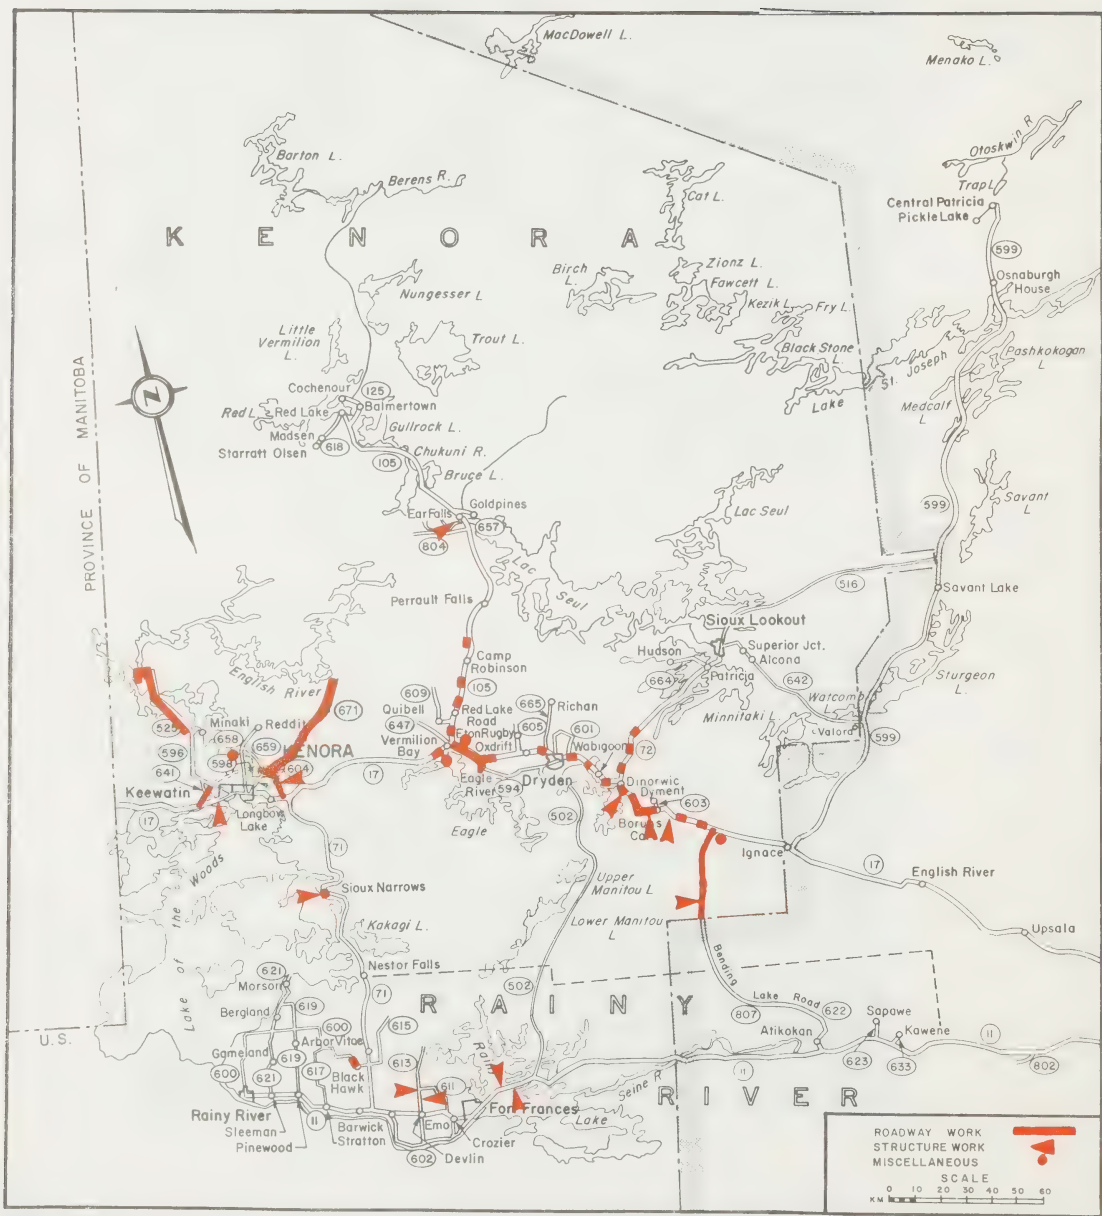 MacDowell L.
Menako L.
Otoskwin R
Barton L.
Berens R.
Cat L.
Trap L
Central Patricia
Pickle Lake
KENORA
599
Osnaburgh
House
Birch
L.
Zionz L.
Fawcett L.
Kezik L.
Fry L.
Nungesser L
Little
Vermilion
L.
Trout L.
Black Stone
L
Lake
St. Joseph
Pashkokogan
L
PROVINCE OF MANITOBA
N
Cochenour
125
Balmertown
Red L.
Red Lake
Medcalf
L
Madsen
Gullrock L.
Starratt Olsen
618
105
Chukuni R.
Bruce L.
Ear Falls
Goldpines
657
804
Lac Seul
599
Savant
L
Lac
Seul
516
Savant Lake
Perrault Falls
Sioux Lookout
Hudson
Superior Jct.
Alcona
Camp
Robinson
664
Patricia
642
Sturgeon
L.
Watcomb
L
English River
671
609
105
Quibell
Red Lake
Road
665
Richan
Minnitaki L.
Valora
599
525
Minaki
Reddit
658
647
Eton Rugby
605
601
Wabigoon
72
596
659
KENORA
Vermilion
Bay
Oxdrift
598
604
641
17
Eagle
River
594
Dryden
Dinorwic
Dyment
603
Keewatin
Longbow
Lake
502
17
Eagle
Borups
71
Ignace
17
English River
Woods
Sioux Narrows
Upper
Manitou L
Upsala
Kakagi L.
Lower Manitou
L
Lake of the
Nestor Falls
Bending
621
Morson
71
502
RAINY
Lake Road
Bergland
619
600
615
807
622
Sapawe
Kawene
11
U.S.
Arbor Vitae
Atikokan
Gameland
619
613
623
633
802
600
621
617
Black
Hawk
611
Rainy
11
Seine R
RIVER
Rainy River
Fort Frances
Sleeman
11
Barwick
Emo
Lake
Pinewood
Stratton
602
Crozier
Devlin
ROADWAY WORK
STRUCTURE WORK
MISCELLANEOUS
SCALE
KM 0 10 20 30 40 50 60